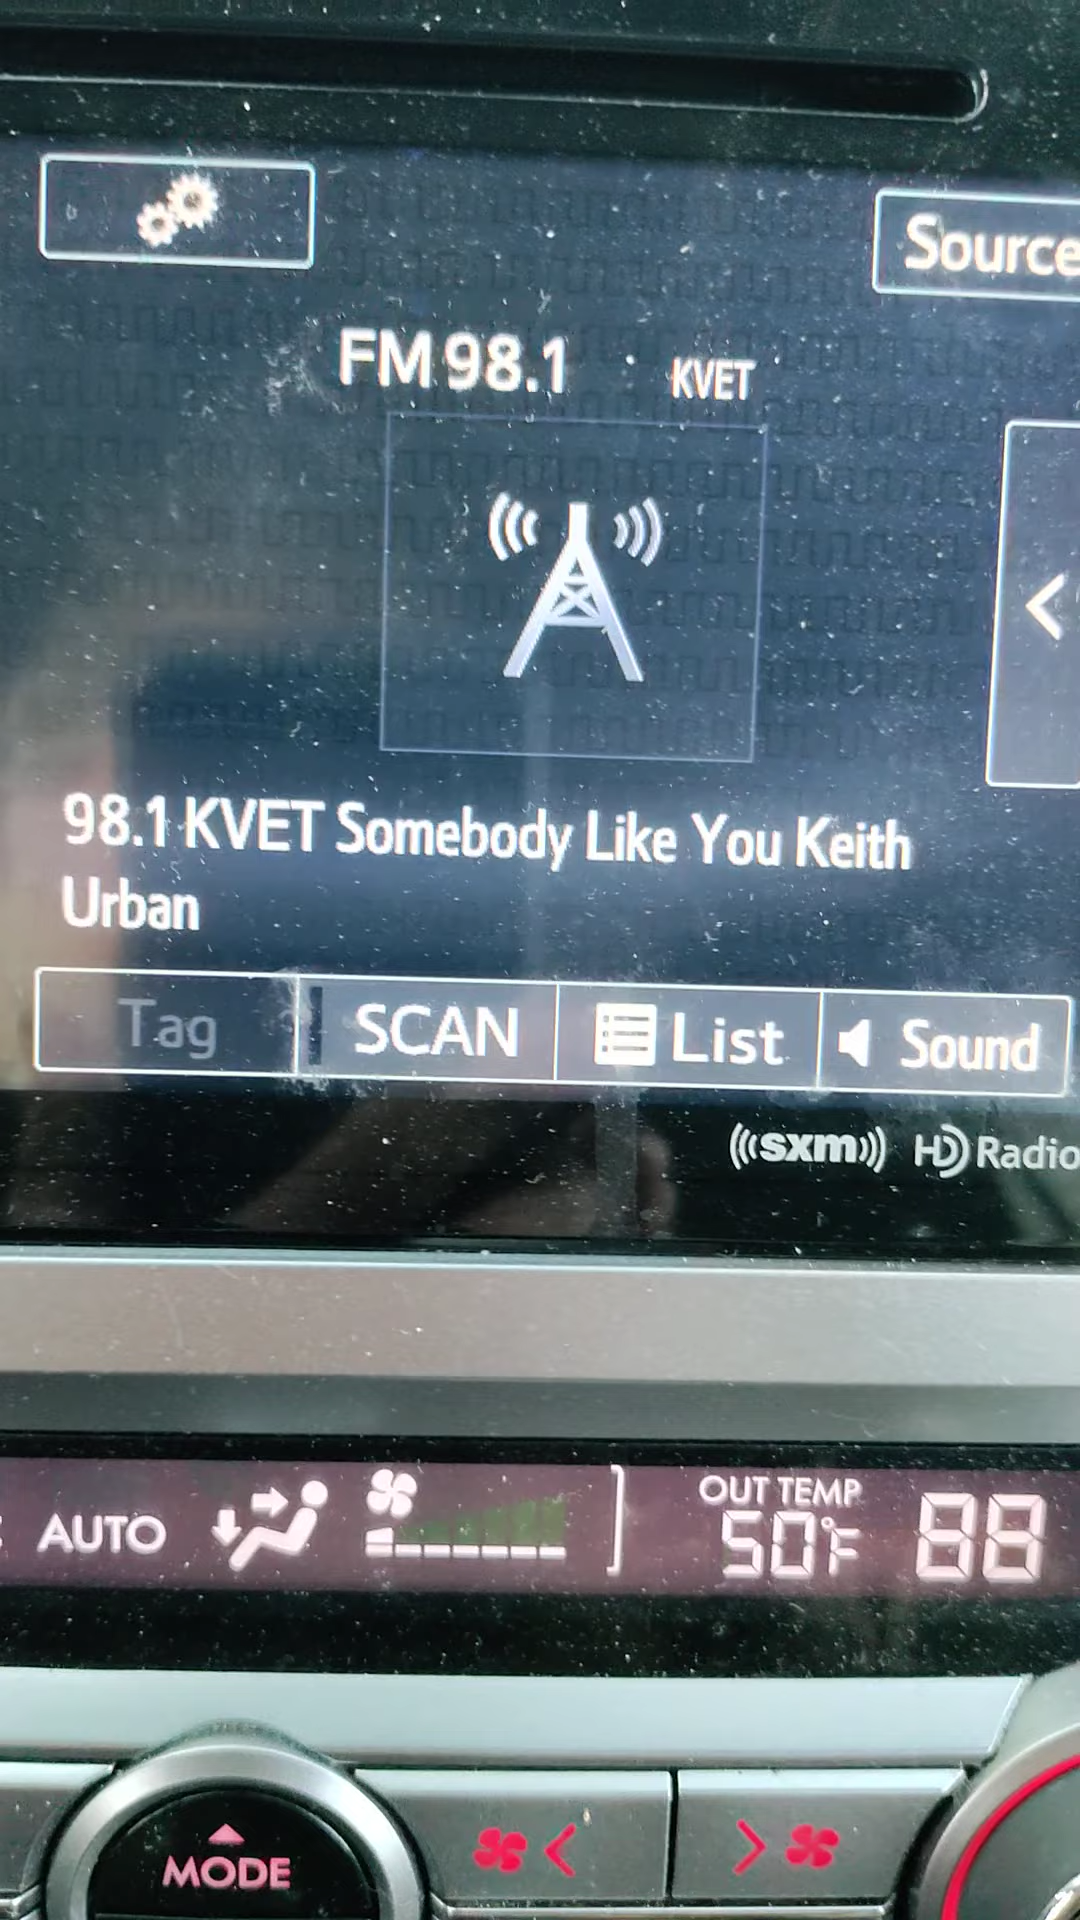 Source
FM 98.1 KVET
98.1 KVET Somebody Like You Keith
Urban
Tag SCAN List Sound
((sxm)) HD Radio
AUTO
OUT TEMP
50°F 88
MODE